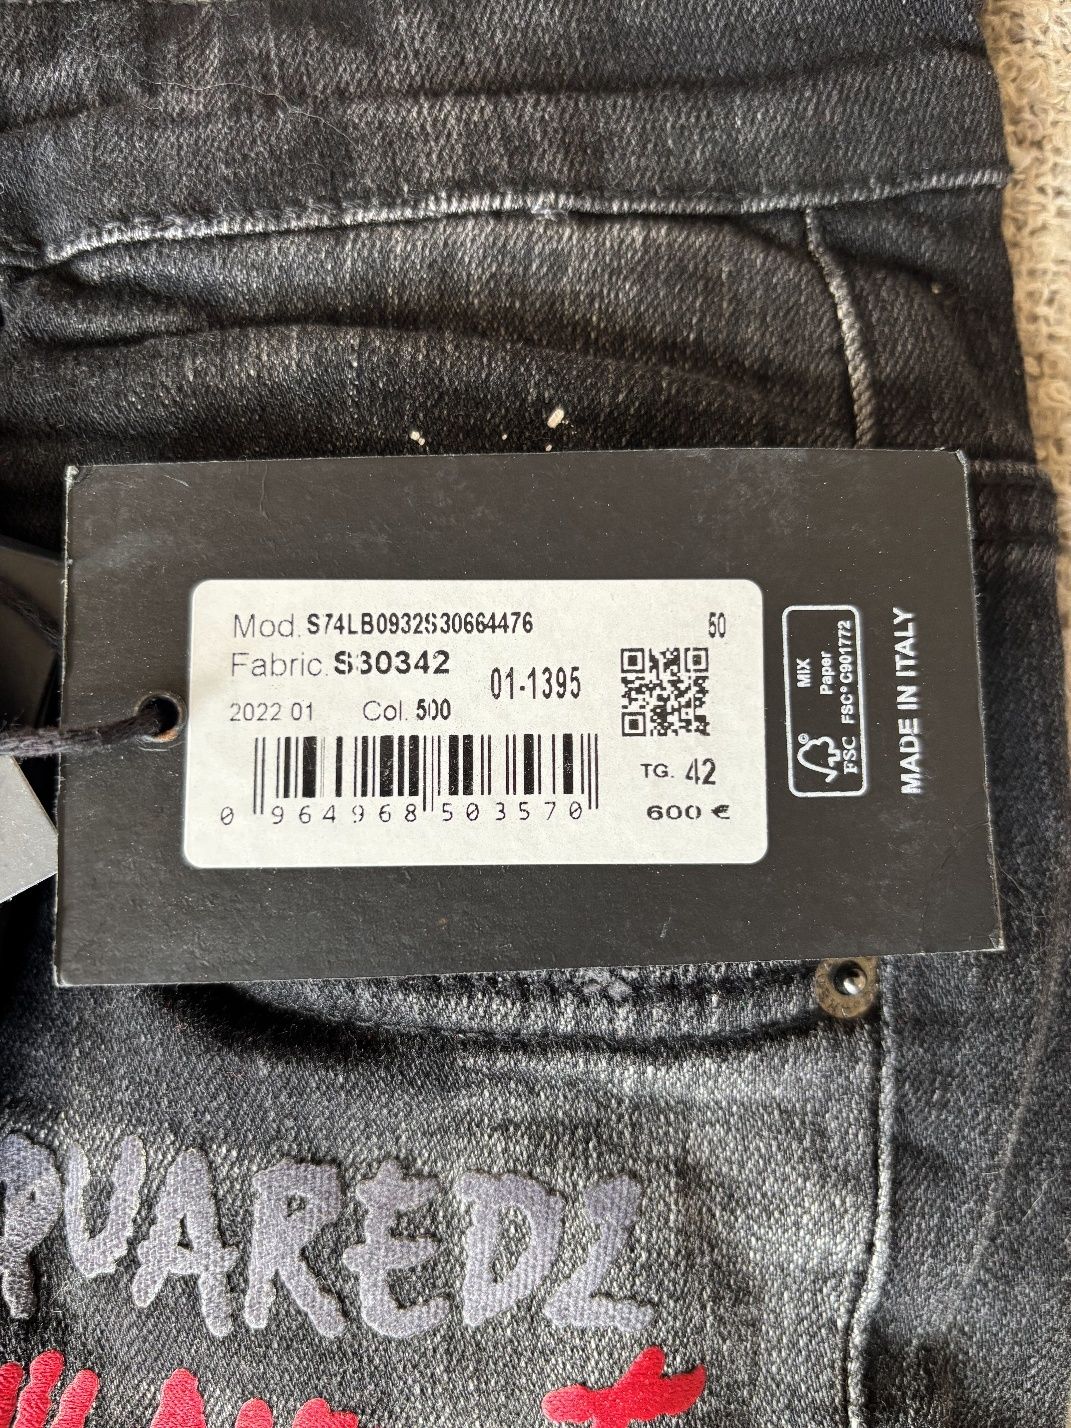 Mod. S74LB0932S30664476
50
Fabric. S30342
01-1395
2022 01 Col. 500
0 964968 503570
TG. 42
600 €
MIX
Paper
FSC® C901772
FSC
MADE IN ITALY
QUARED2